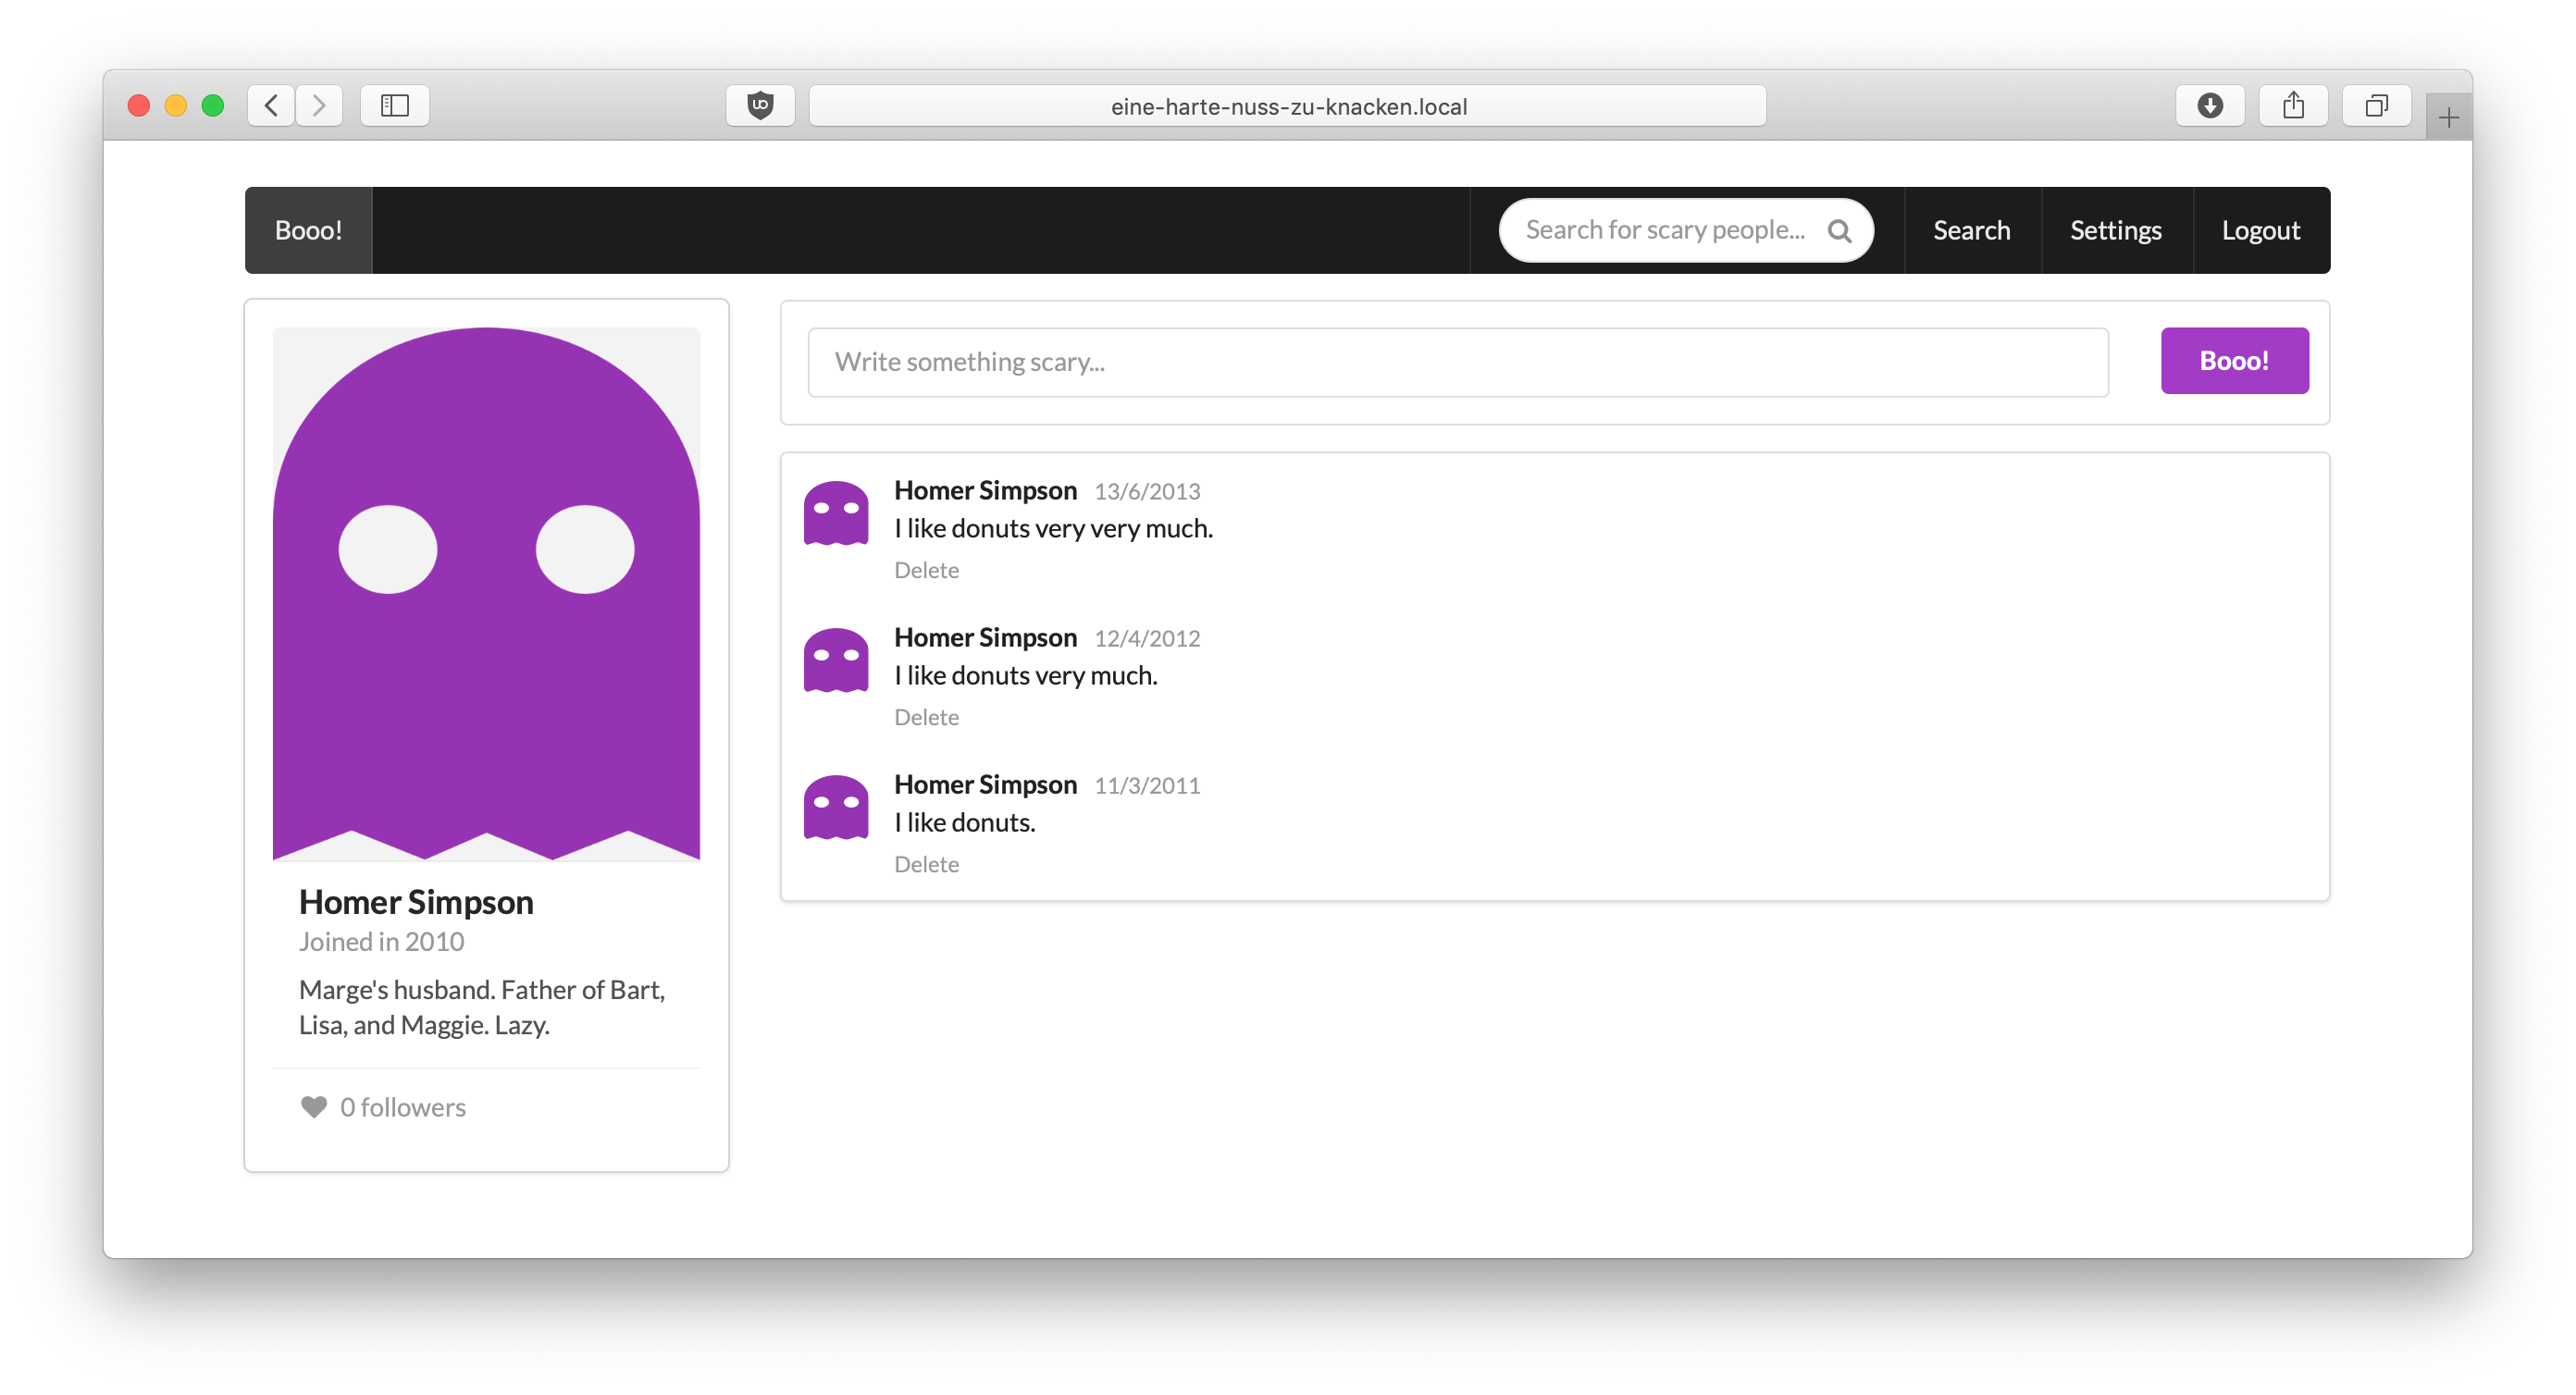 eine-harte-nuss-zu-knacken.local
Booo!
Search for scary people...
Search
Settings
Logout
Write something scary...
Booo!
Homer Simpson 13/6/2013
I like donuts very very much.
Delete
Homer Simpson 12/4/2012
I like donuts very much.
Delete
Homer Simpson 11/3/2011
I like donuts.
Delete
Homer Simpson
Joined in 2010
Marge's husband. Father of Bart,
Lisa, and Maggie. Lazy.
0 followers